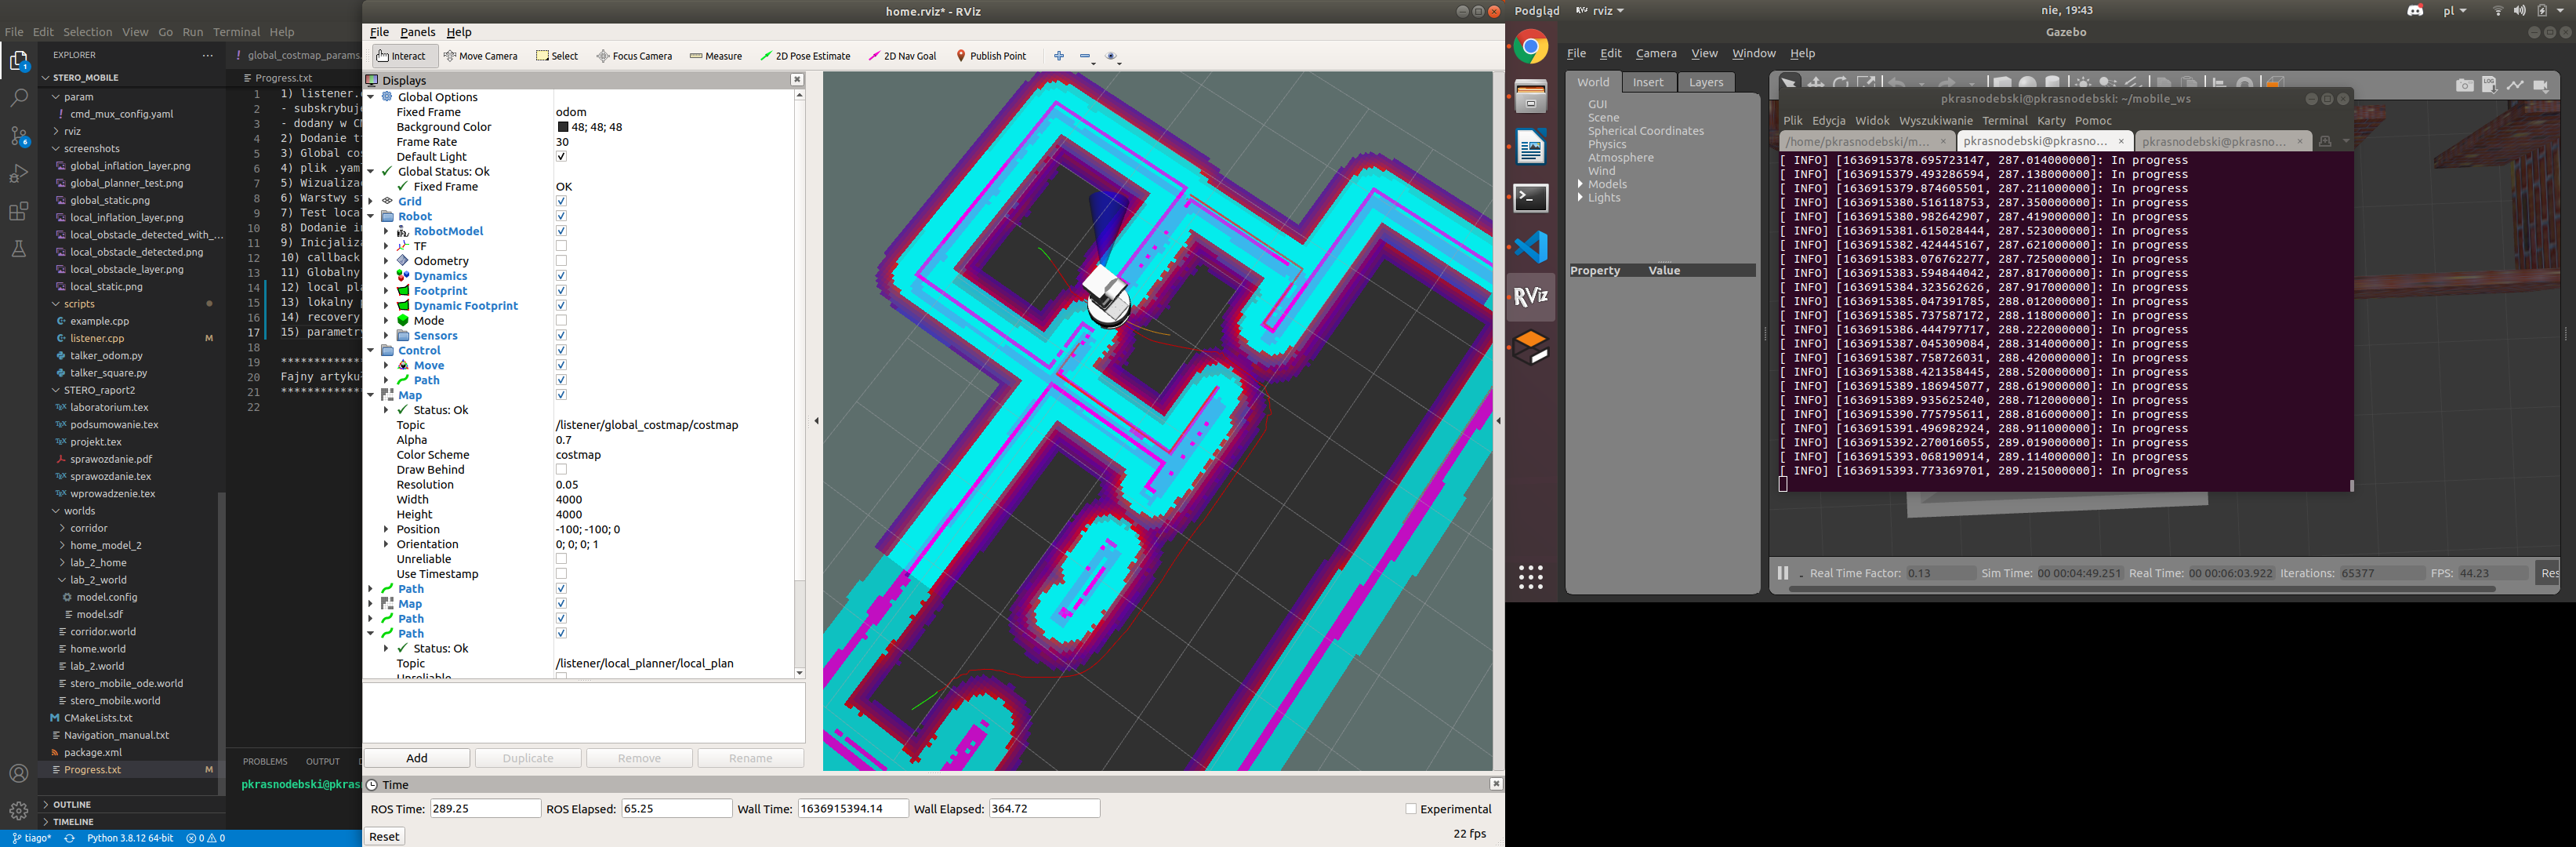 File Edit Selection View Go Run Terminal Help
EXPLORER
STERO_MOBILE
param
cmd_mux_config.yaml
rviz
screenshots
global_inflation_layer.png
global_planner_test.png
global_static.png
local_inflation_layer.png
local_obstacle_detected_with_...
local_obstacle_detected.png
local_obstacle_layer.png
local_static.png
scripts
example.cpp
listener.cpp M
talker_odom.py
talker_square.py
STERO_raport2
laboratorium.tex
podsumowanie.tex
projekt.tex
sprawozdanie.pdf
sprawozdanie.tex
wprowadzenie.tex
worlds
corridor
home_model_2
lab_2_home
lab_2_world
model.config
model.sdf
corridor.world
home.world
lab_2.world
stero_mobile_ode.world
stero_mobile.world
CMakeLists.txt
Navigation_manual.txt
package.xml
Progress.txt M
OUTLINE
TIMELINE
tiago* Python 3.8.12 64-bit 0 0
global_costmap_params.
Progress.txt
1 1) listener.
2 - subskrybuj
3 - dodany w C
4 2) Dodanie t
5 3) Global cos
6 4) plik .yam
7 5) Wizualiza
8 6) Warstwy s
9 7) Test loca
10 8) Dodanie i
11 9) Inicjaliz
12 10) callback
13 11) Globalny
14 12) local pl
15 13) lokalny
16 14) recovery
17 15) parametr
18
19 *************
20 Fajny artyku
21 *************
22
PROBLEMS OUTPUT
pkrasnodebski@pkras
home.rviz* - RViz
File Panels Help
Interact Move Camera Select Focus Camera Measure 2D Pose Estimate 2D Nav Goal Publish Point
Displays
Global Options
Fixed Frame odom
Background Color 48; 48; 48
Frame Rate 30
Default Light
Global Status: Ok
Fixed Frame OK
Grid
Robot
RobotModel
TF
Odometry
Dynamics
Footprint
Dynamic Footprint
Mode
Sensors
Control
Move
Path
Map
Status: Ok
Topic /listener/global_costmap/costmap
Alpha 0.7
Color Scheme costmap
Draw Behind
Resolution 0.05
Width 4000
Height 4000
Position -100; -100; 0
Orientation 0; 0; 0; 1
Unreliable
Use Timestamp
Path
Map
Path
Path
Status: Ok
Topic /listener/local_planner/local_plan
Unreliable
Add Duplicate Remove Rename
Time
ROS Time: 289.25 ROS Elapsed: 65.25 Wall Time: 1636915394.14 Wall Elapsed: 364.72 Experimental
Reset 22 fps
Podgląd rviz nie, 19:43 pl
RViz
Gazebo
File Edit Camera View Window Help
World Insert Layers
GUI
Scene
Spherical Coordinates
Physics
Atmosphere
Wind
Models
Lights
Property Value
pkrasnodebski@pkrasnodebski: ~/mobile_ws
Plik Edycja Widok Wyszukiwanie Terminal Karty Pomoc
/home/pkrasnodebski/m... pkrasnodebski@pkrasno... pkrasnodebski@pkrasno...
[ INFO] [1636915378.695723147, 287.014000000]: In progress
[ INFO] [1636915379.493286594, 287.138000000]: In progress
[ INFO] [1636915379.874605501, 287.211000000]: In progress
[ INFO] [1636915380.516118753, 287.350000000]: In progress
[ INFO] [1636915380.982642907, 287.419000000]: In progress
[ INFO] [1636915381.615028444, 287.523000000]: In progress
[ INFO] [1636915382.424445167, 287.621000000]: In progress
[ INFO] [1636915383.076762277, 287.725000000]: In progress
[ INFO] [1636915383.594844042, 287.817000000]: In progress
[ INFO] [1636915384.323562626, 287.917000000]: In progress
[ INFO] [1636915385.047391785, 288.012000000]: In progress
[ INFO] [1636915385.737587172, 288.118000000]: In progress
[ INFO] [1636915386.444797717, 288.222000000]: In progress
[ INFO] [1636915387.045309084, 288.314000000]: In progress
[ INFO] [1636915387.758726031, 288.420000000]: In progress
[ INFO] [1636915388.421358445, 288.520000000]: In progress
[ INFO] [1636915389.186945077, 288.619000000]: In progress
[ INFO] [1636915389.935625240, 288.712000000]: In progress
[ INFO] [1636915390.775795611, 288.816000000]: In progress
[ INFO] [1636915391.496982924, 288.911000000]: In progress
[ INFO] [1636915392.270016055, 289.019000000]: In progress
[ INFO] [1636915393.068190914, 289.114000000]: In progress
[ INFO] [1636915393.773369701, 289.215000000]: In progress
Real Time Factor: 0.13 Sim Time: 00 00:04:49.251 Real Time: 00 00:06:03.922 Iterations: 65377 FPS: 44.23 Res